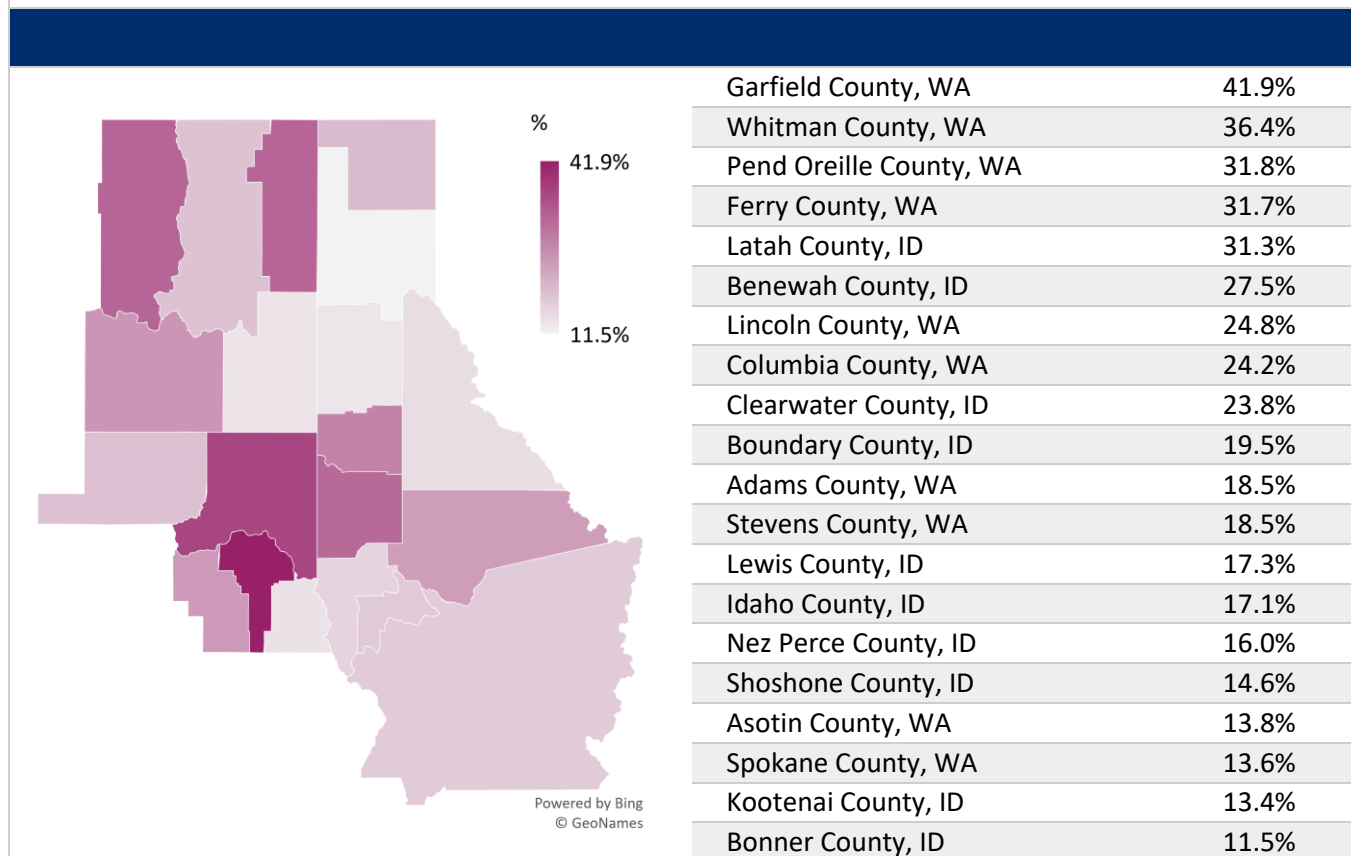 %
41.9%
11.5%
Powered by Bing
© GeoNames
Garfield County, WA 41.9%
Whitman County, WA 36.4%
Pend Oreille County, WA 31.8%
Ferry County, WA 31.7%
Latah County, ID 31.3%
Benewah County, ID 27.5%
Lincoln County, WA 24.8%
Columbia County, WA 24.2%
Clearwater County, ID 23.8%
Boundary County, ID 19.5%
Adams County, WA 18.5%
Stevens County, WA 18.5%
Lewis County, ID 17.3%
Idaho County, ID 17.1%
Nez Perce County, ID 16.0%
Shoshone County, ID 14.6%
Asotin County, WA 13.8%
Spokane County, WA 13.6%
Kootenai County, ID 13.4%
Bonner County, ID 11.5%